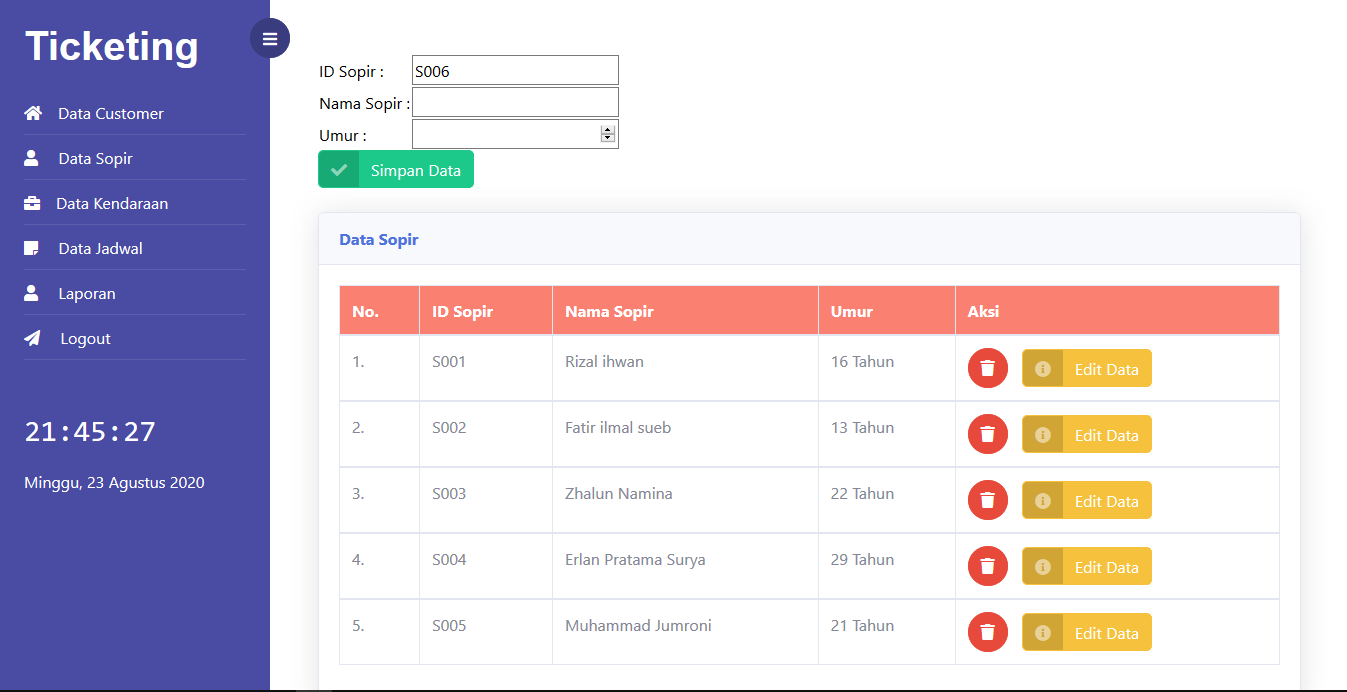 Ticketing
Data Customer
Data Sopir
Data Kendaraan
Data Jadwal
Laporan
Logout
21:45:27
Minggu, 23 Agustus 2020
ID Sopir : S006
Nama Sopir :
Umur :
Simpan Data
Data Sopir
No. ID Sopir Nama Sopir Umur Aksi
1. S001 Rizal ihwan 16 Tahun Edit Data
2. S002 Fatir ilmal sueb 13 Tahun Edit Data
3. S003 Zhalun Namina 22 Tahun Edit Data
4. S004 Erlan Pratama Surya 29 Tahun Edit Data
5. S005 Muhammad Jumroni 21 Tahun Edit Data